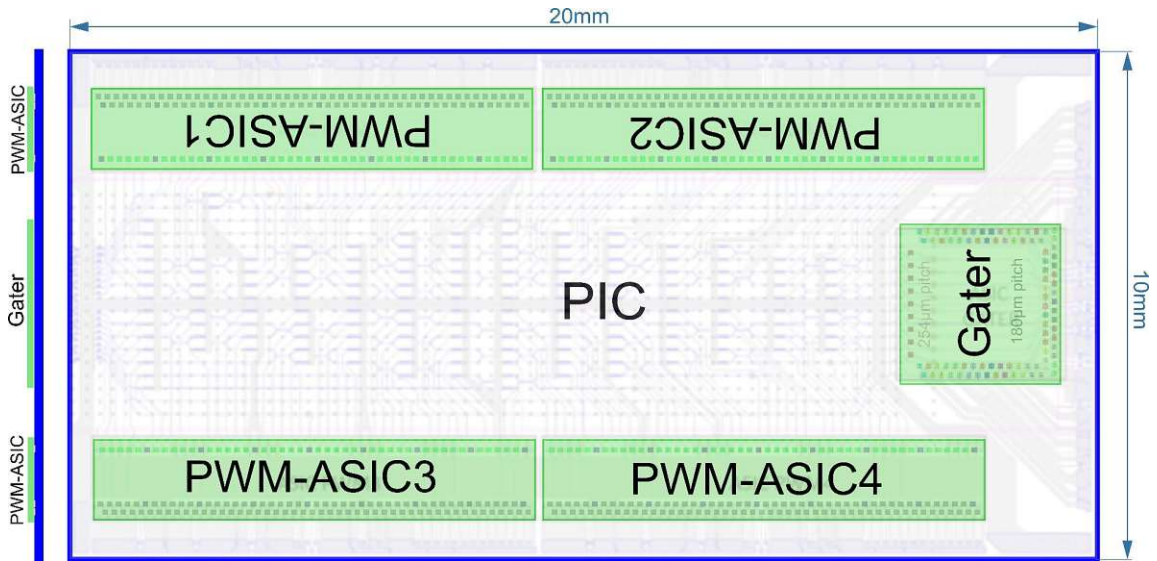 20mm
PWM-ASIC
PWM-ASIC1
PWM-ASIC2
Gater
PIC
254µm pitch
Gater
180µm pitch
10mm
PWM-ASIC
PWM-ASIC3
PWM-ASIC4